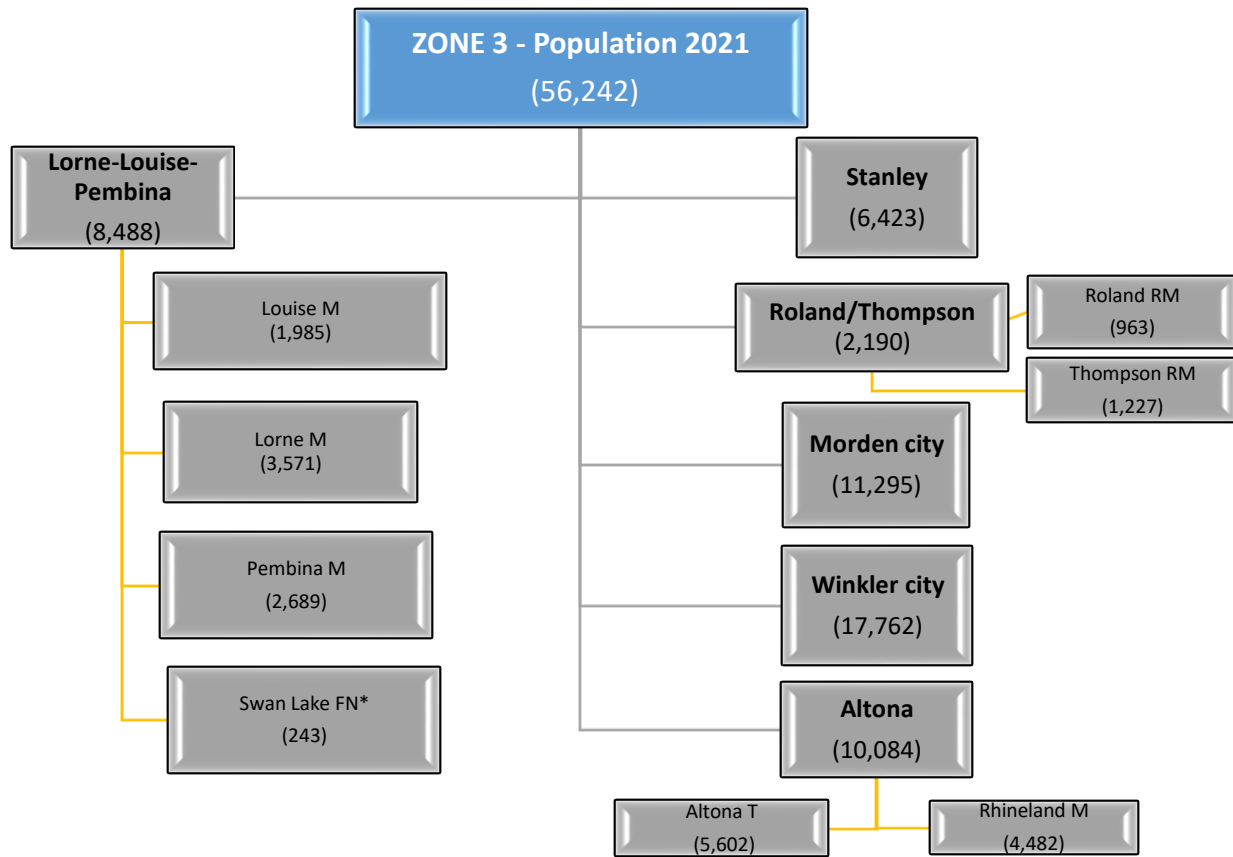 ZONE 3 - Population 2021
(56,242)
Lorne-Louise-
Pembina
(8,488)
Louise M
(1,985)
Lorne M
(3,571)
Pembina M
(2,689)
Swan Lake FN*
(243)
Stanley
(6,423)
Roland/Thompson
(2,190)
Roland RM
(963)
Thompson RM
(1,227)
Morden city
(11,295)
Winkler city
(17,762)
Altona
(10,084)
Altona T
(5,602)
Rhineland M
(4,482)